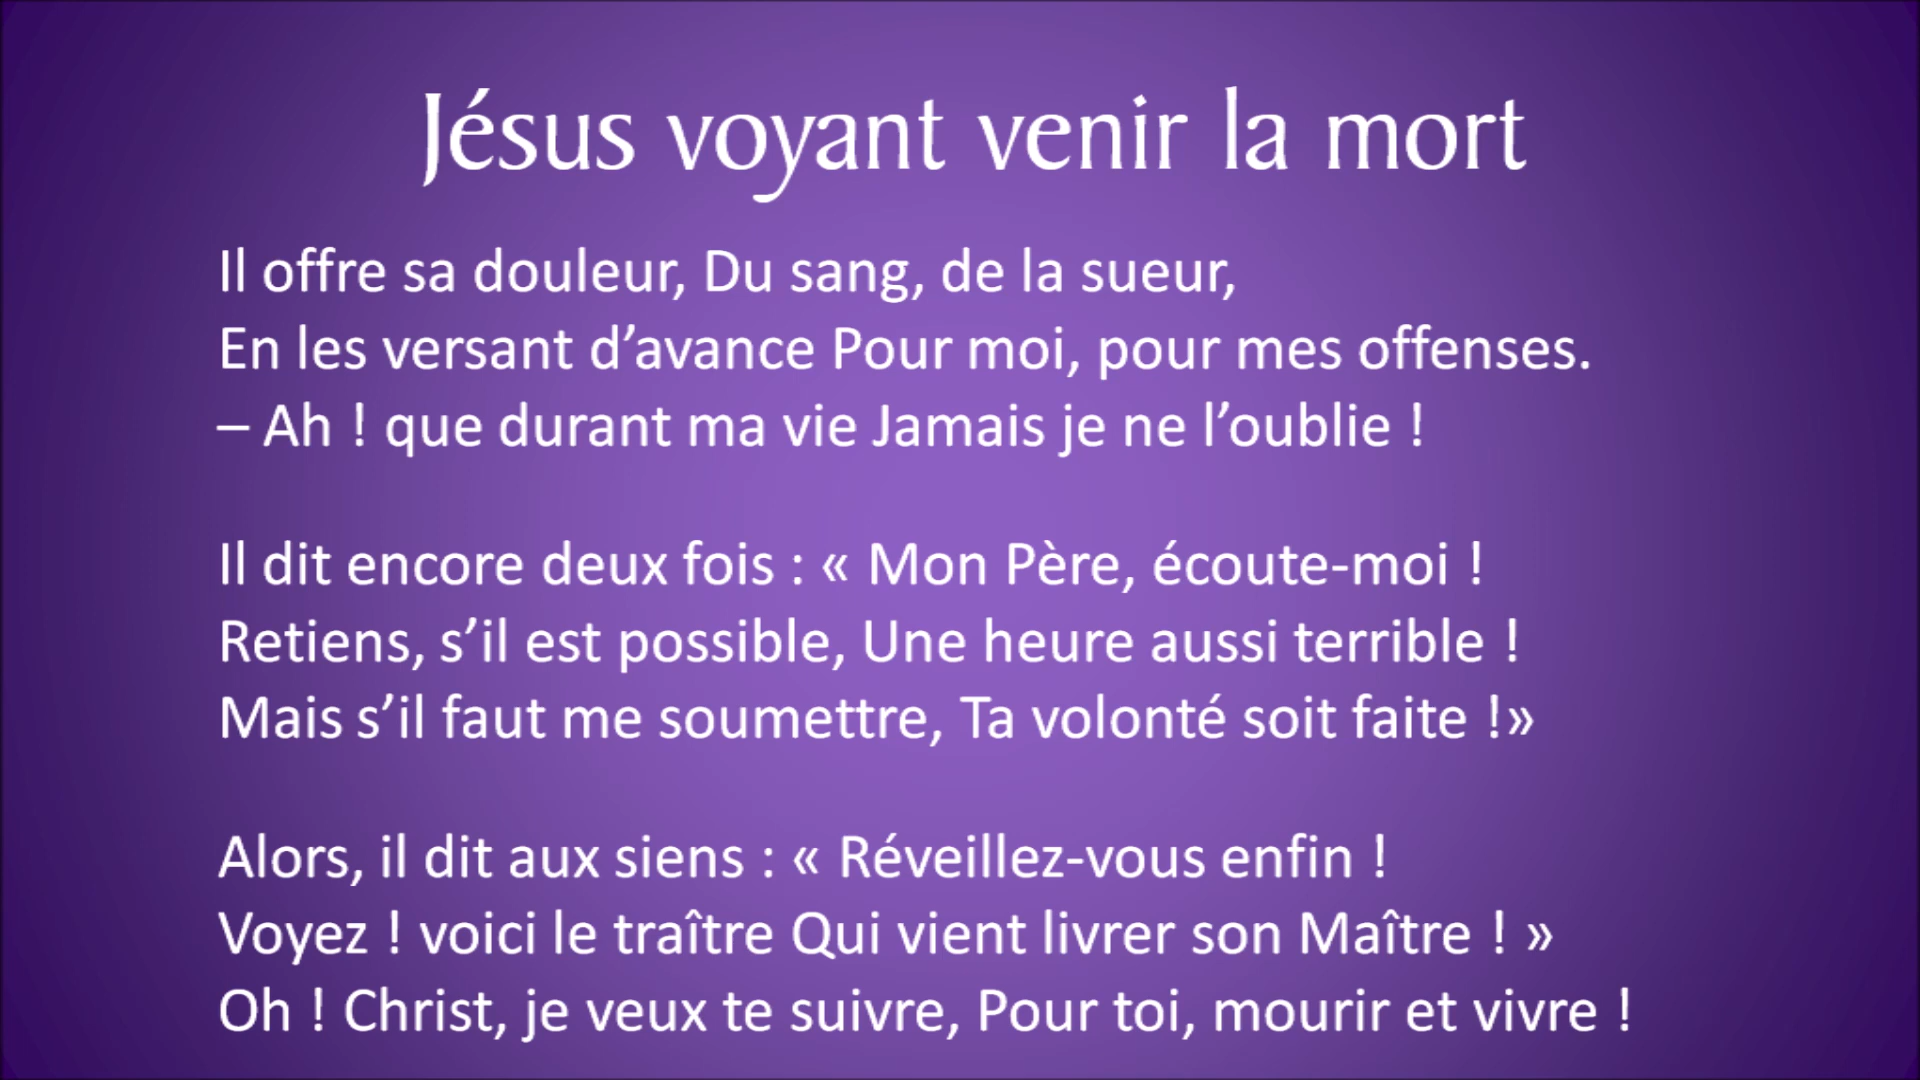 Jésus voyant venir la mort
Il offre sa douleur, Du sang, de la sueur,
En les versant d’avance Pour moi, pour mes offenses.
– Ah ! que durant ma vie Jamais je ne l’oublie !
Il dit encore deux fois : « Mon Père, écoute-moi !
Retiens, s’il est possible, Une heure aussi terrible !
Mais s’il faut me soumettre, Ta volonté soit faite !»
Alors, il dit aux siens : « Réveillez-vous enfin !
Voyez ! voici le traître Qui vient livrer son Maître ! »
Oh ! Christ, je veux te suivre, Pour toi, mourir et vivre !